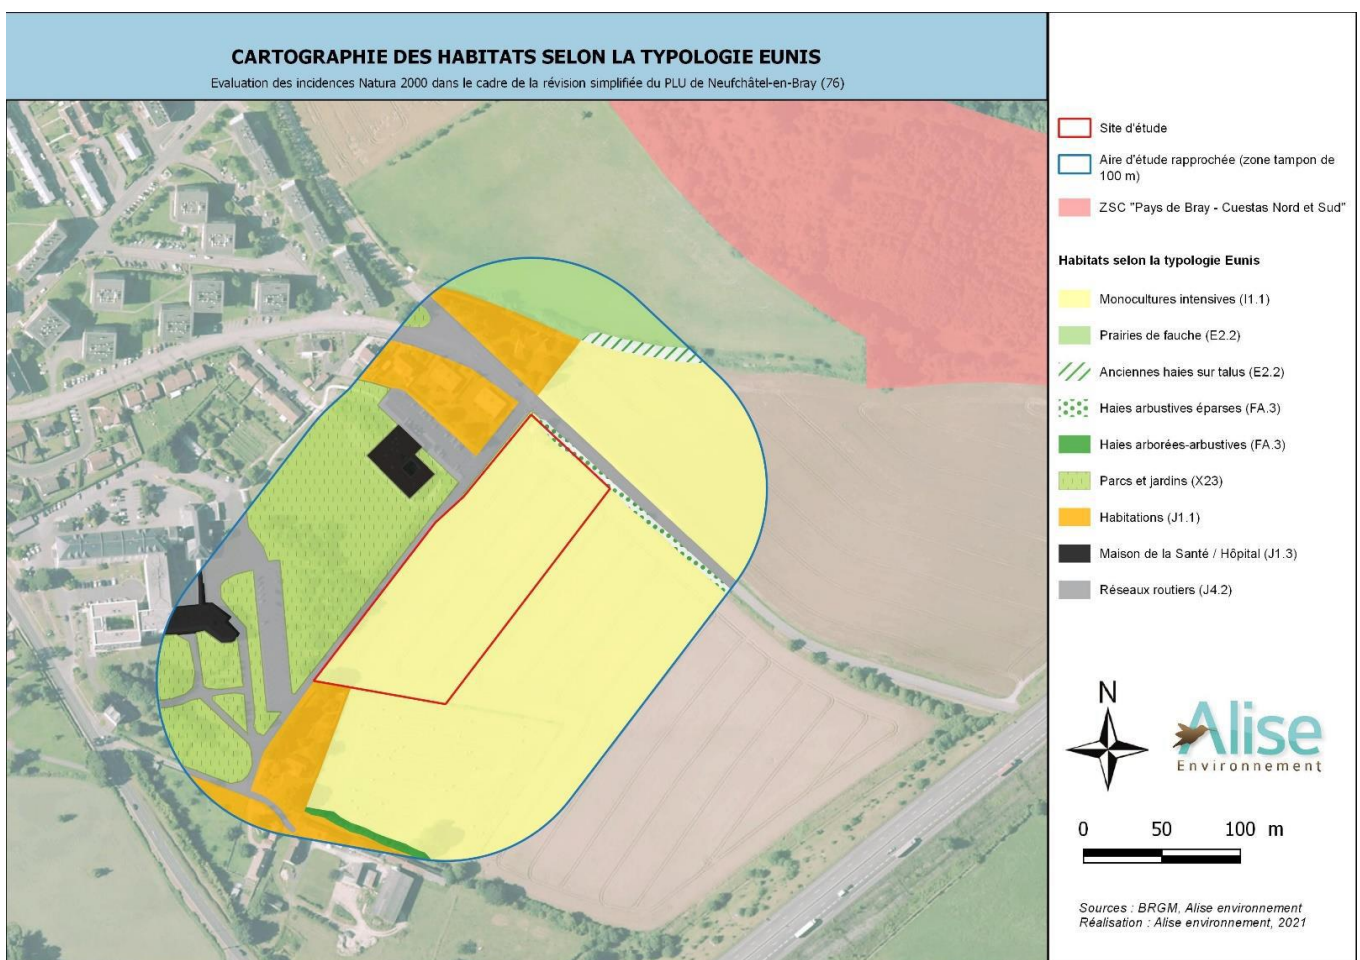 CARTOGRAPHIE DES HABITATS SELON LA TYPOLOGIE EUNIS
Evaluation des incidences Natura 2000 dans le cadre de la révision simplifiée du PLU de Neufchâtel-en-Bray (76)
Site d'étude
Aire d'étude rapprochée (zone tampon de
100 m)
ZSC "Pays de Bray - Cuestas Nord et Sud"
Habitats selon la typologie Eunis
Monocultures intensives (I1.1)
Prairies de fauche (E2.2)
Anciennes haies sur talus (E2.2)
Haies arbustives éparses (FA.3)
Haies arborées-arbustives (FA.3)
Parcs et jardins (X23)
Habitations (J1.1)
Maison de la Santé / Hôpital (J1.3)
Réseaux routiers (J4.2)
N
Alise
Environnement
0 50 100 m
Sources : BRGM, Alise environnement
Réalisation : Alise environnement, 2021